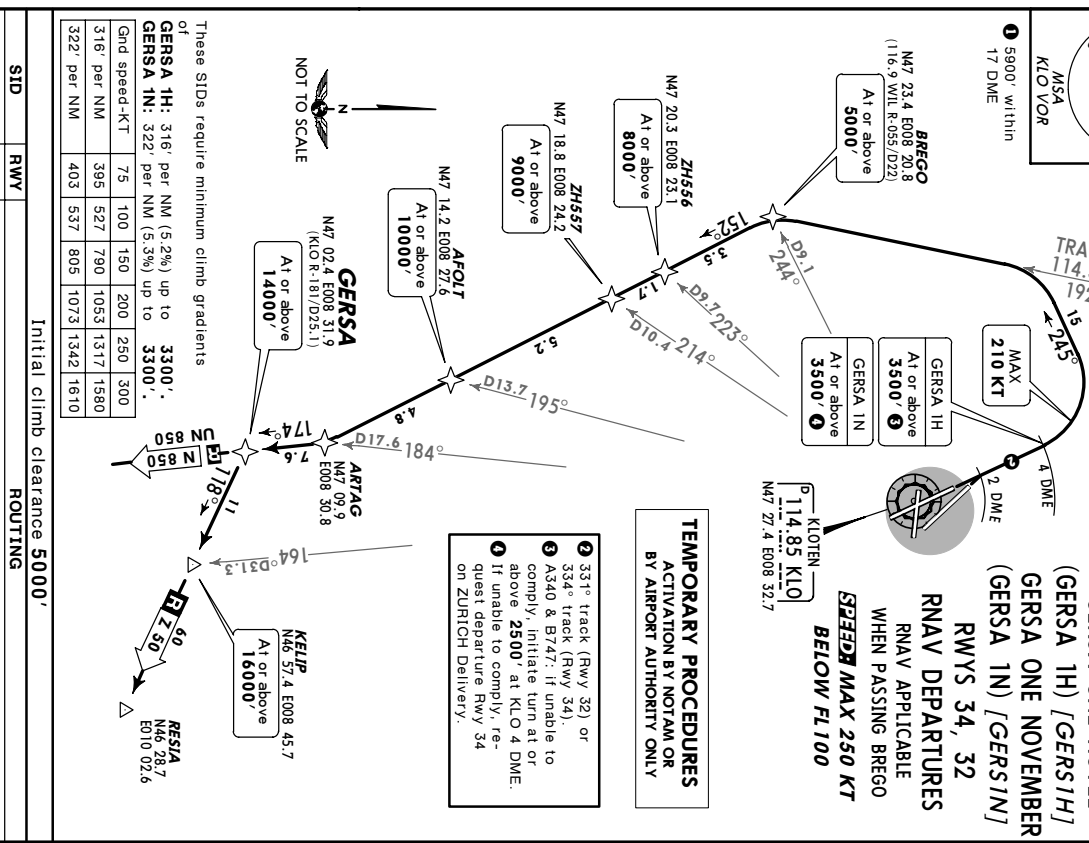 (GERSA 1H) [GERS1H]
GERSA ONE NOVEMBER
(GERSA 1N) [GERS1N]
RWYS 34, 32
RNAV DEPARTURES
RNAV APPLICABLE
WHEN PASSING BREGO
SPEED: MAX 250 KT
BELOW FL100
MSA
KLO VOR
1 5900' within
17 DME
TRA
114.
192
15
245°
MAX
210 KT
4 DME
2 DME
2
GERSA 1H
At or above
3500' 3
GERSA 1N
At or above
3500' 4
D
KLOTEN
114.85 KLO
N47 27.4 E008 32.7
BREGO
N47 23.4 E008 20.8
(116.9 WIL R-055/D22)
At or above
5000'
D9.1
244°
152°
3.5
ZH556
N47 20.3 E008 23.1
At or above
8000'
D9.7
223°
1.7
ZH557
N47 18.8 E008 24.2
At or above
9000'
D10.4
214°
5.2
AFOLT
N47 14.2 E008 27.6
At or above
10000'
D13.7
195°
4.8
ARTAG
N47 09.9
E008 30.8
D17.6
184°
174°
7.6
GERSA
N47 02.4 E008 31.9
(KLO R-181/D25.1)
At or above
14000'
R
N 850
UN 850
118°
11
164°
D31.3
KELIP
N46 57.4 E008 45.7
At or above
16000'
60
R Z 50
RESIA
N46 28.7
E010 02.6
TEMPORARY PROCEDURES
ACTIVATION BY NOTAM OR
BY AIRPORT AUTHORITY ONLY
2 331° track (Rwy 32) or
334° track (Rwy 34).
3 A340 & B747: if unable to
comply, initiate turn at or
above 2500' at KLO 4 DME.
4 If unable to comply, re-
quest departure Rwy 34
on ZURICH Delivery.
N
NOT TO SCALE
These SIDs require minimum climb gradients
of
GERSA 1H: 316' per NM (5.2%) up to 3300'.
GERSA 1N: 322' per NM (5.3%) up to 3300'.
Gnd speed-KT 75 100 150 200 250 300
316' per NM 395 527 790 1053 1317 1580
322' per NM 403 537 805 1073 1342 1610
Initial climb clearance 5000'
SID RWY ROUTING